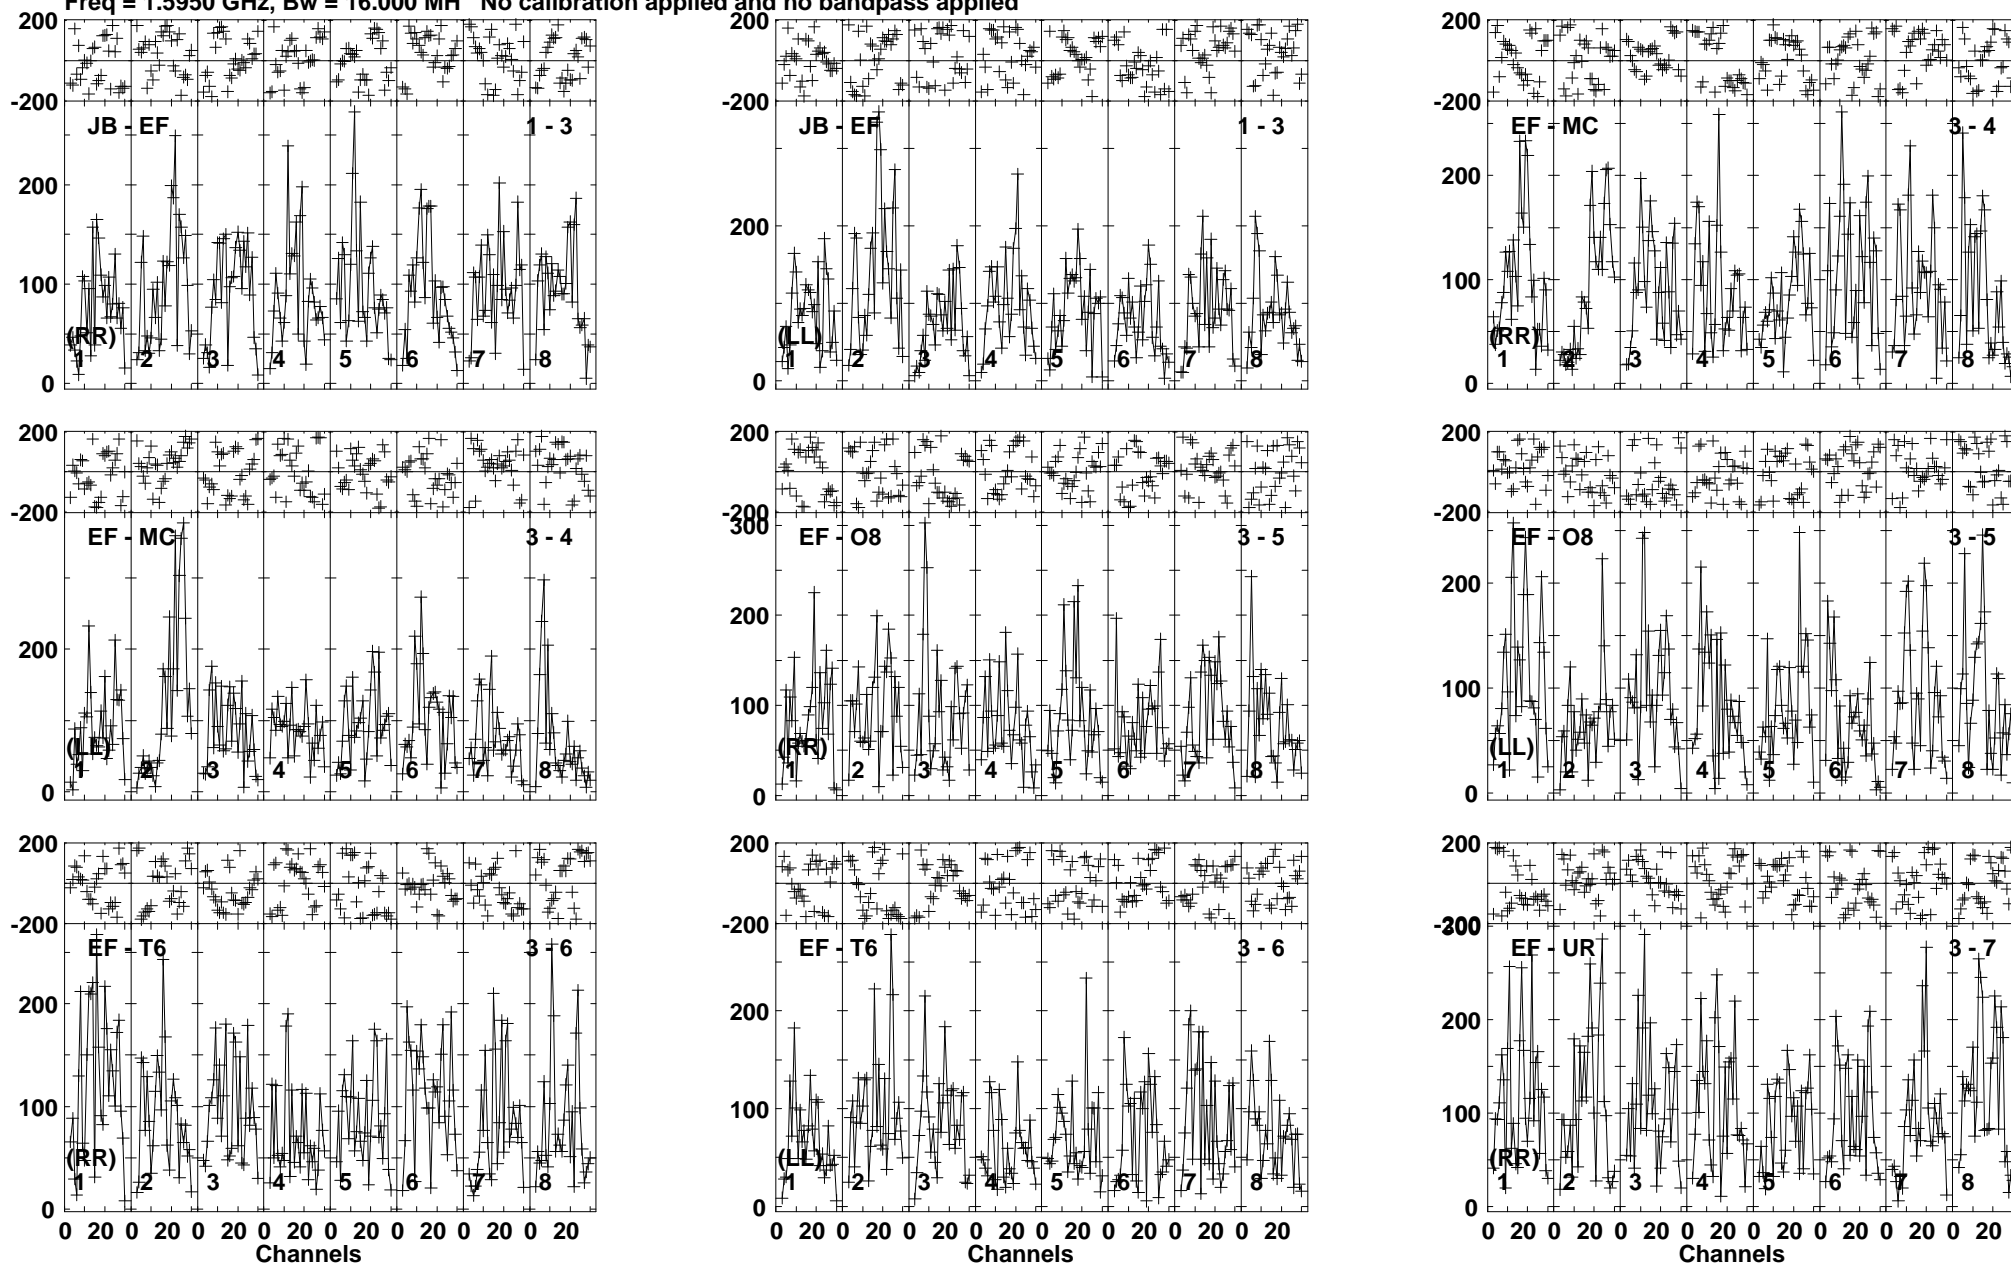 Freq = 1.5950 GHz, Bw = 16.000 MH No calibration applied and no bandpass applied
200 200 200
-200 -200 -200
JB - EF 1 - 3 JB - EF 1 - 3 EF - MC 3 - 4
200 200 200
100 100
(RR) (LL) (RR)
1 2 3 4 5 6 7 8 1 2 3 4 5 6 7 8 1 2 3 4 5 6 7 8
0 0 0
200 200 200
-200 -200 -200
300
EF - MC 3 - 4 EF - O8 3 - 5 EF - O8 3 - 5
200 200 200
100 100
(LL) (RR) (LL)
1 2 3 4 5 6 7 8 1 2 3 4 5 6 7 8 1 2 3 4 5 6 7 8
0 0 0
200 200 200
-200 -200 -200
300
EF - T6 3 - 6 EF - T6 3 - 6 EF - UR 3 - 7
200 200 200
100 100 100
(RR) (LL) (RR)
1 2 3 4 5 6 7 8 1 2 3 4 5 6 7 8 1 2 3 4 5 6 7 8
0 0 0
0 20 0 20 0 20 0 20 0 20 0 20 0 20 0 20 0 20 0 20 0 20 0 20 0 20 0 20 0 20 0 20 0 20 0 20 0 20 0 20 0 20 0 20 0 20 0 20
Channels Channels Channels